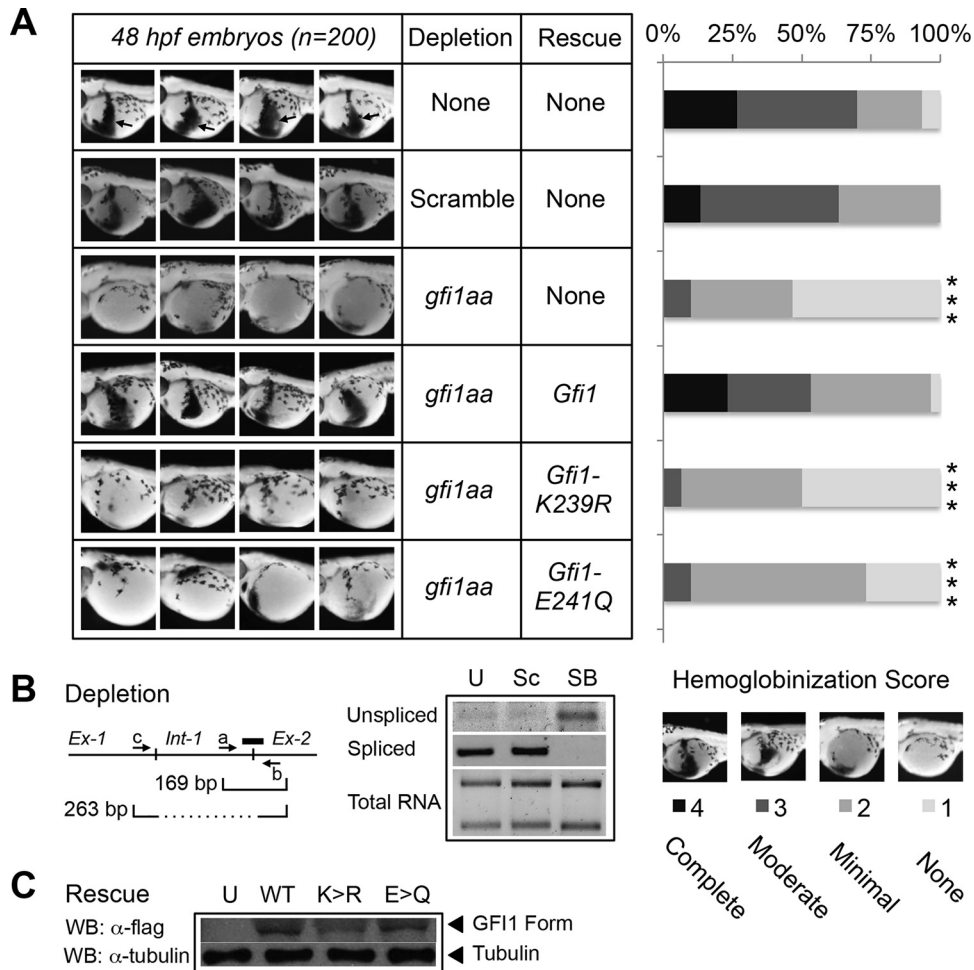 A
48 hpf embryos (n=200) Depletion Rescue
0% 25% 50% 75% 100%
None None
Scramble None
gfi1aa None
***
gfi1aa Gfi1
gfi1aa Gfi1-
K239R
***
gfi1aa Gfi1-
E241Q
***
B
Depletion
Ex-1 c Int-1 a Ex-2
b
169 bp
263 bp
U Sc SB
Unspliced
Spliced
Total RNA
Hemoglobinization Score
4 3 2 1
Complete Moderate Minimal None
C
Rescue U WT K>R E>Q
WB: α-flag GFI1 Form
WB: α-tubulin Tubulin